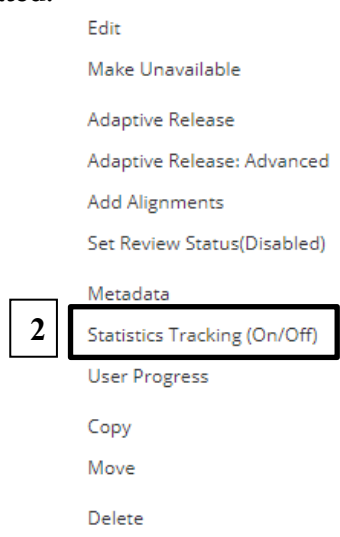 Edit
Make Unavailable
Adaptive Release
Adaptive Release: Advanced
Add Alignments
Set Review Status(Disabled)
Metadata
2 Statistics Tracking (On/Off)
User Progress
Copy
Move
Delete